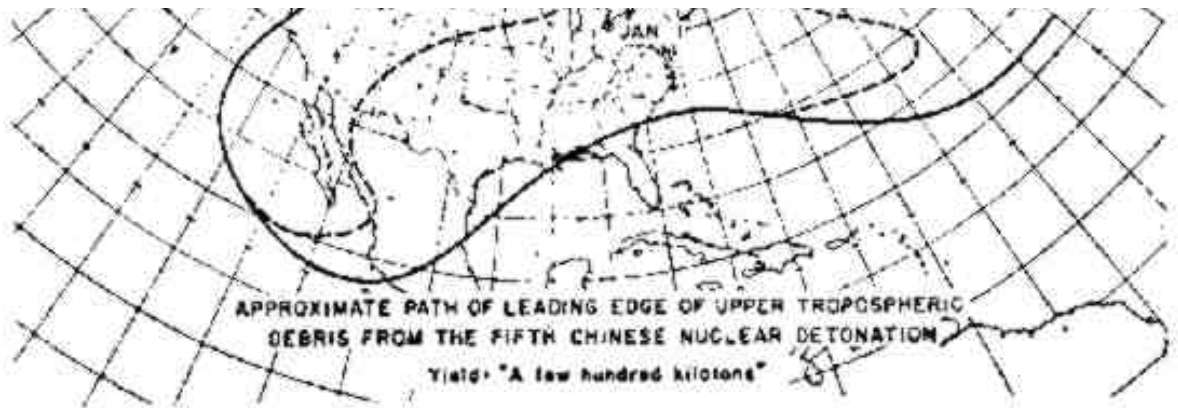 JAN 1
APPROXIMATE PATH OF LEADING EDGE OF UPPER TROPOSPHERIC
DEBRIS FROM THE FIFTH CHINESE NUCLEAR DETONATION
Yield: "A few hundred kilotons"